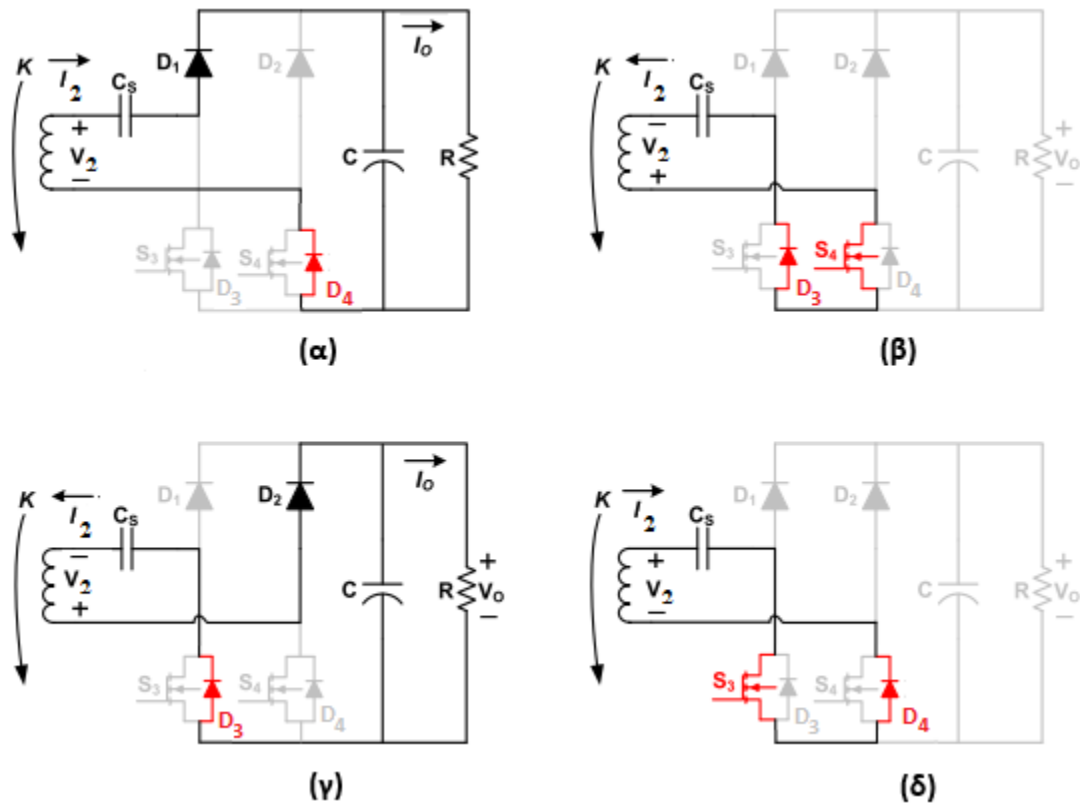 K I₂ Cₛ D₁ D₂ Iₒ
+ V₂ − C R
S₃ D₃ S₄ D₄
(α)
K I₂ Cₛ D₁ D₂
− V₂ + C R + Vₒ −
S₃ D₃ S₄ D₄
(β)
K I₂ Cₛ D₁ D₂ Iₒ
− V₂ + C R + Vₒ −
S₃ D₃ S₄ D₄
(γ)
K I₂ Cₛ D₁ D₂
+ V₂ − C R + Vₒ −
S₃ D₃ S₄ D₄
(δ)